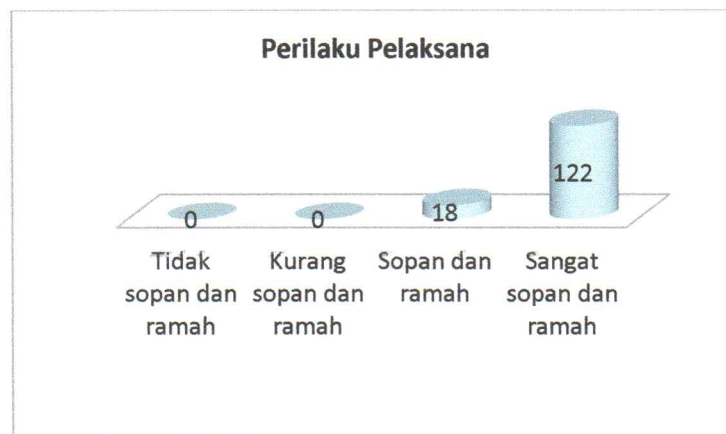 Perilaku Pelaksana
0
0
18
122
Tidak
sopan dan
ramah
Kurang
sopan dan
ramah
Sopan dan
ramah
Sangat
sopan dan
ramah